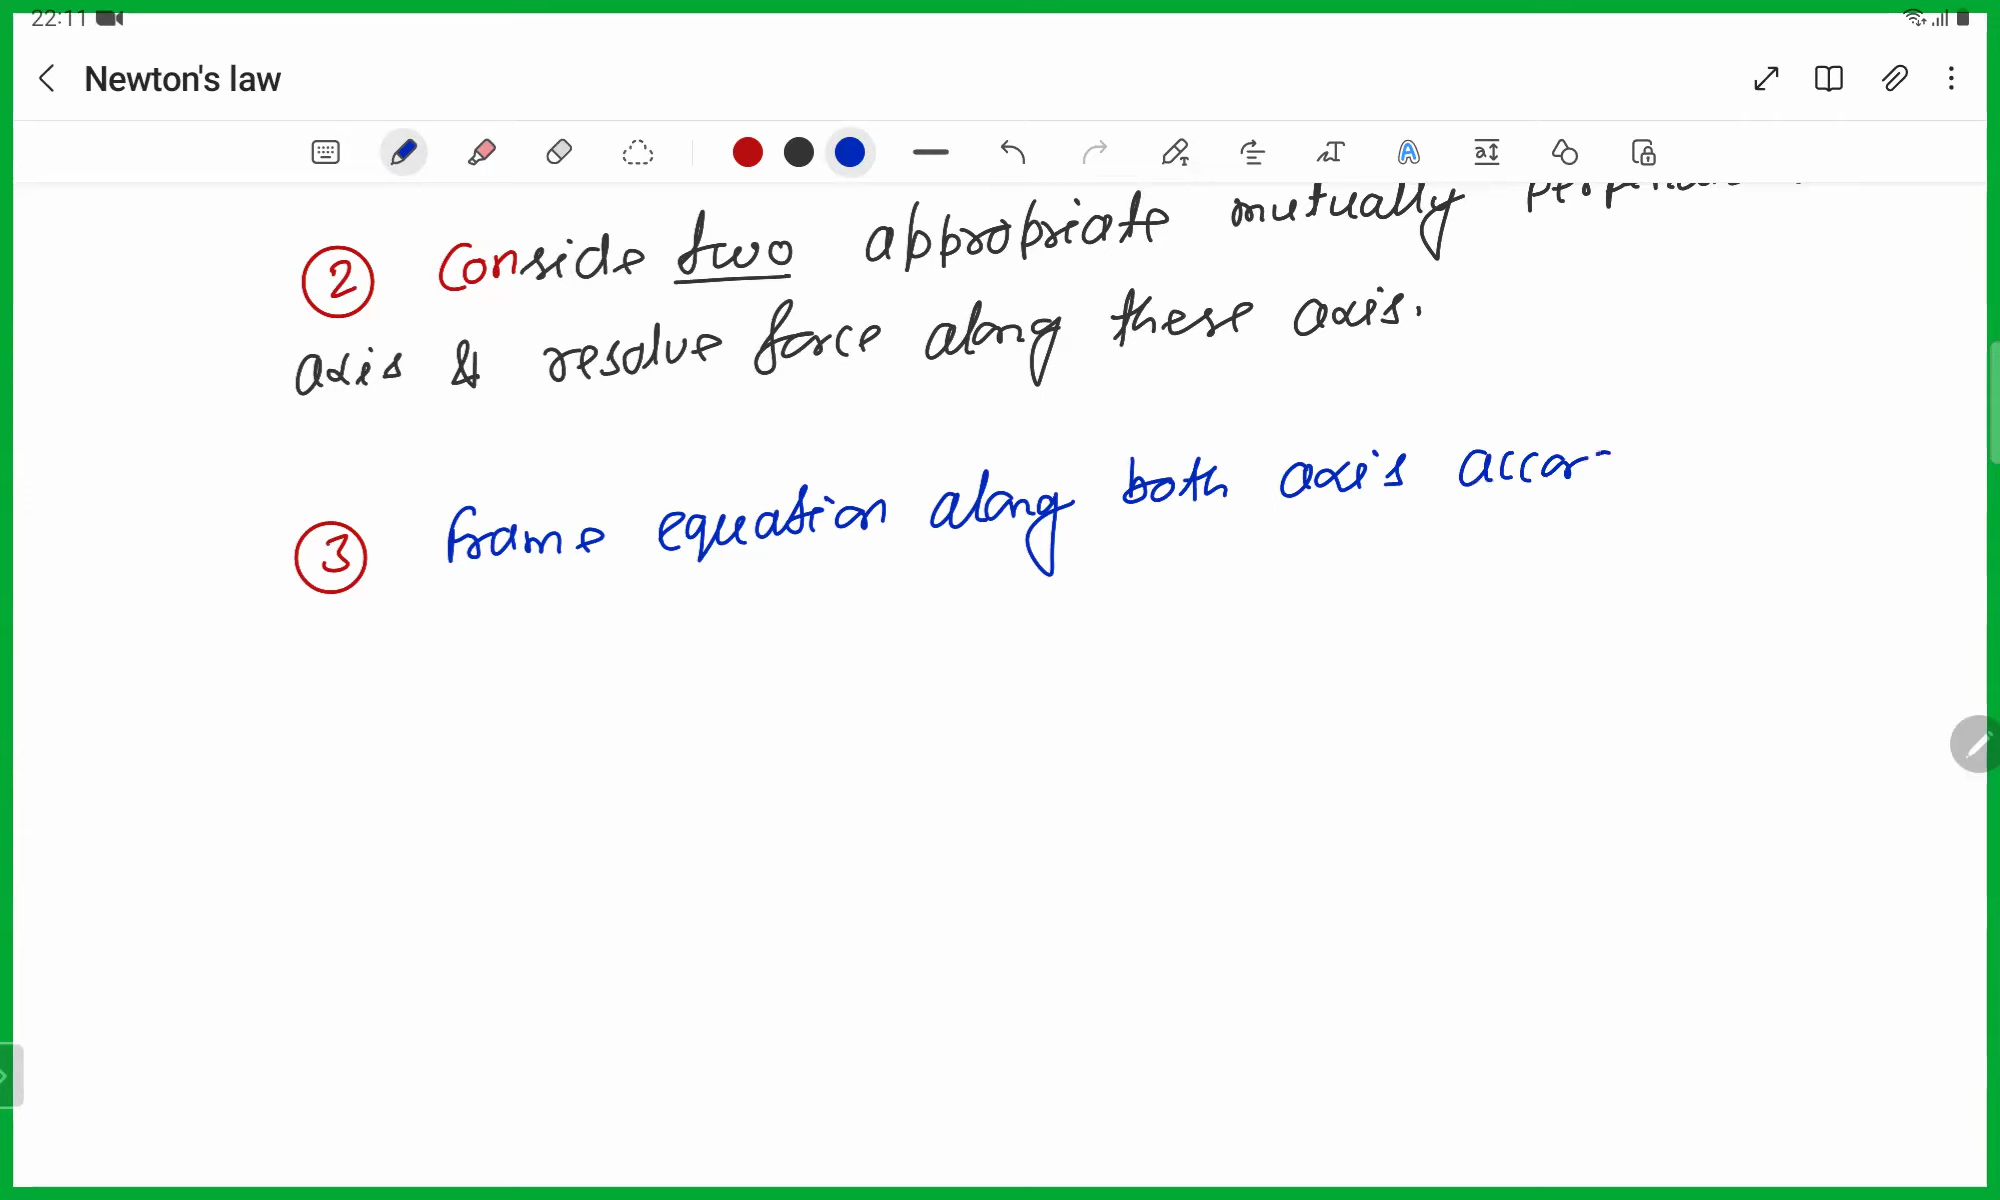 22:11
Newton's law
② Conside two appropriate mutually
axis & resolve force along these axis.
③ frame equation along both axis accor-